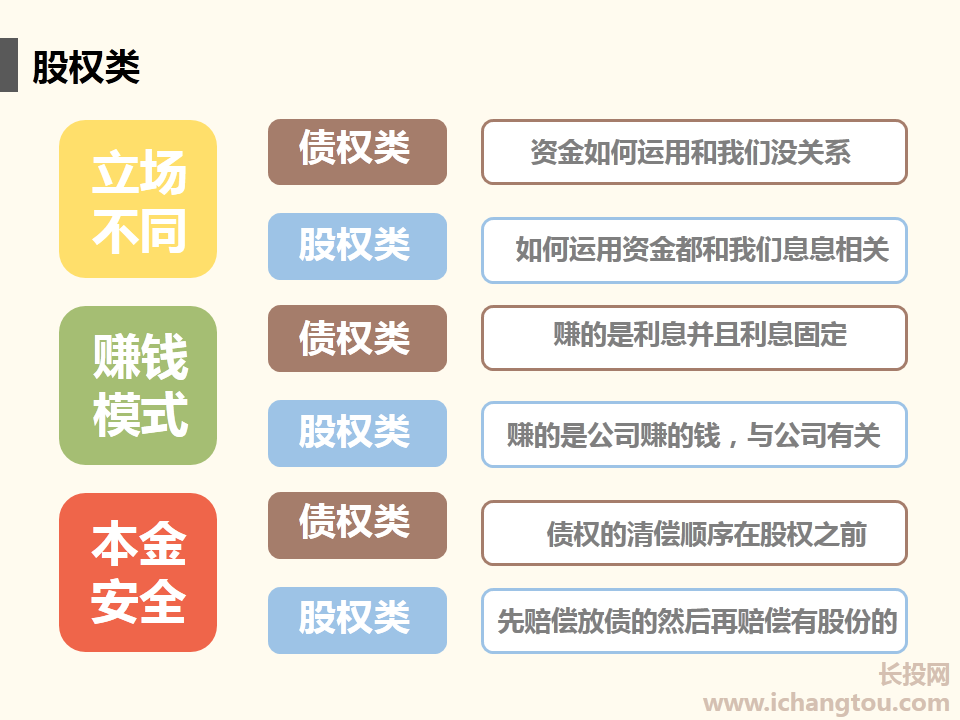 股权类
立场
不同
债权类
资金如何运用和我们没关系
股权类
如何运用资金都和我们息息相关
赚钱
模式
债权类
赚的是利息并且利息固定
股权类
赚的是公司赚的钱，与公司有关
本金
安全
债权类
债权的清偿顺序在股权之前
股权类
先赔偿放债的然后再赔偿有股份的
长投网
www.ichangtou.com